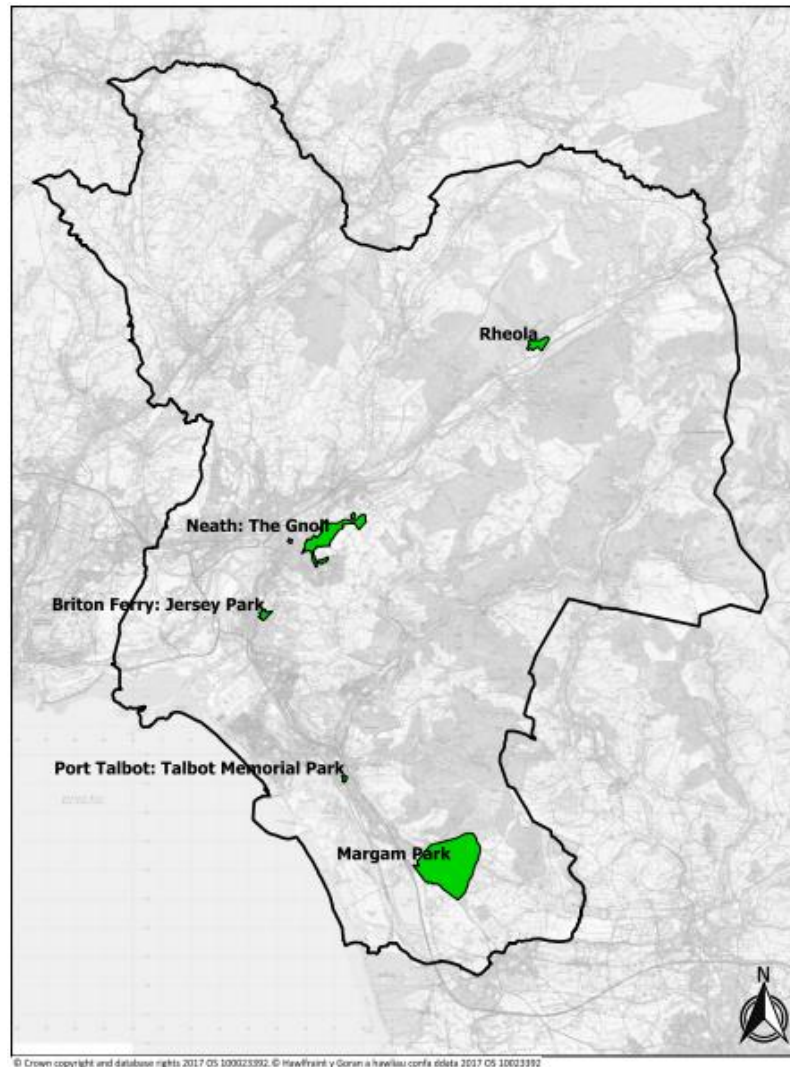 Rheola
Neath: The Gnoll
Briton Ferry: Jersey Park
Port Talbot: Talbot Memorial Park
Margam Park
N
© Crown copyright and database rights 2017 OS 100023392. © Hawlfraint y Goron a hawliau cronfa ddata 2017 OS 10023392